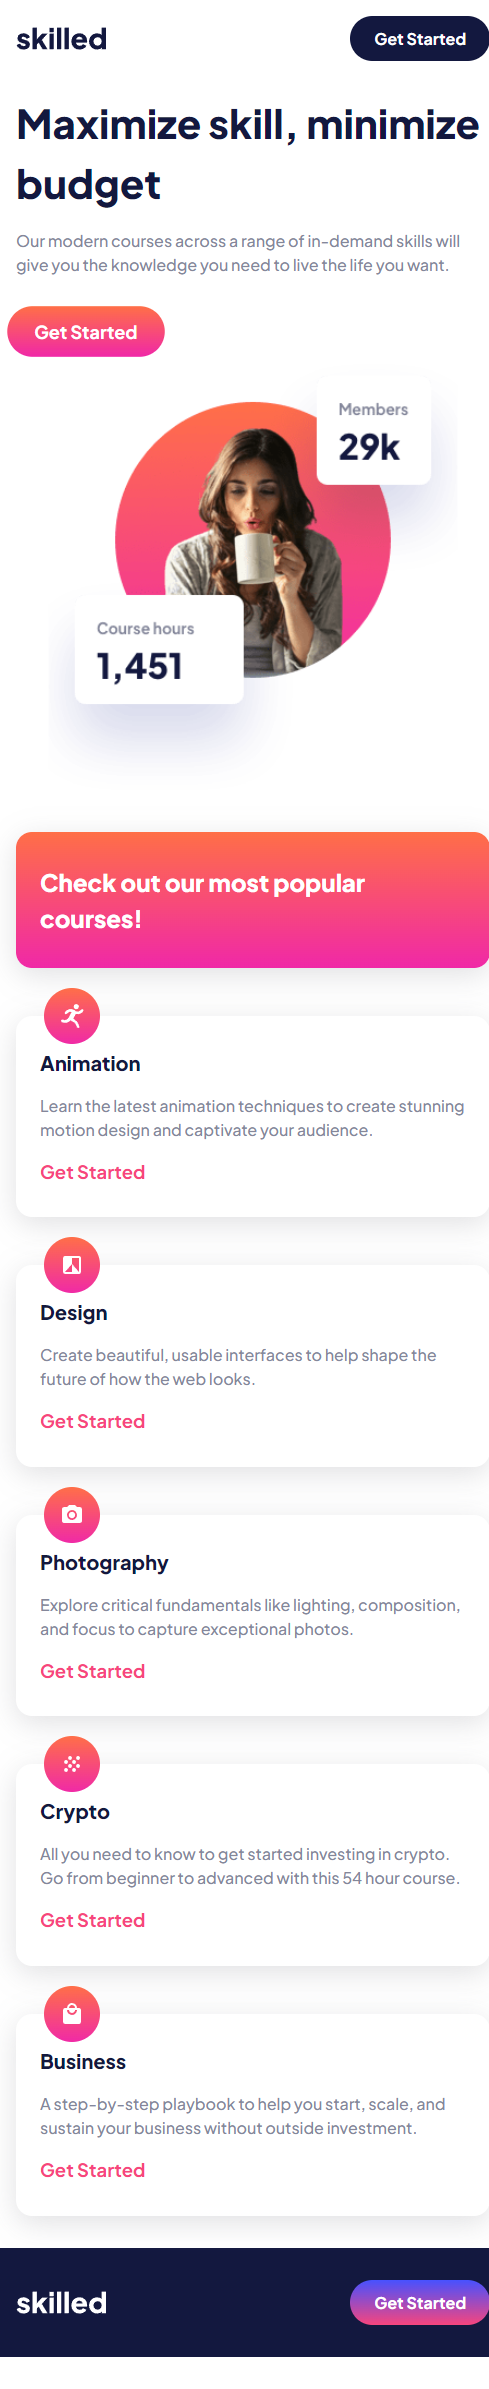 skilled
Get Started
Maximize skill, minimize
budget
Our modern courses across a range of in-demand skills will
give you the knowledge you need to live the life you want.
Get Started
Members
29k
Course hours
1,451
Check out our most popular
courses!
Animation
Learn the latest animation techniques to create stunning
motion design and captivate your audience.
Get Started
Design
Create beautiful, usable interfaces to help shape the
future of how the web looks.
Get Started
Photography
Explore critical fundamentals like lighting, composition,
and focus to capture exceptional photos.
Get Started
Crypto
All you need to know to get started investing in crypto.
Go from beginner to advanced with this 54 hour course.
Get Started
Business
A step-by-step playbook to help you start, scale, and
sustain your business without outside investment.
Get Started
skilled
Get Started